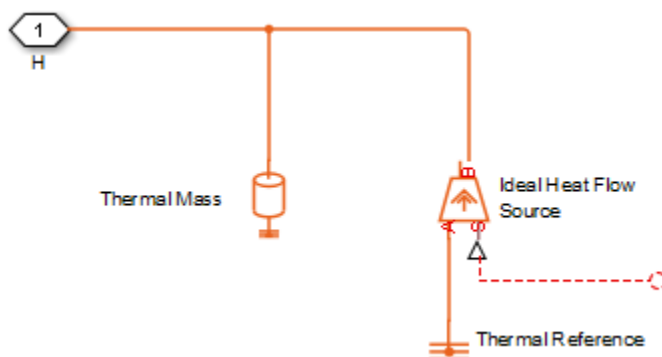 1
H
B
Thermal Mass
Ideal Heat Flow
Source
A
S
Thermal Reference